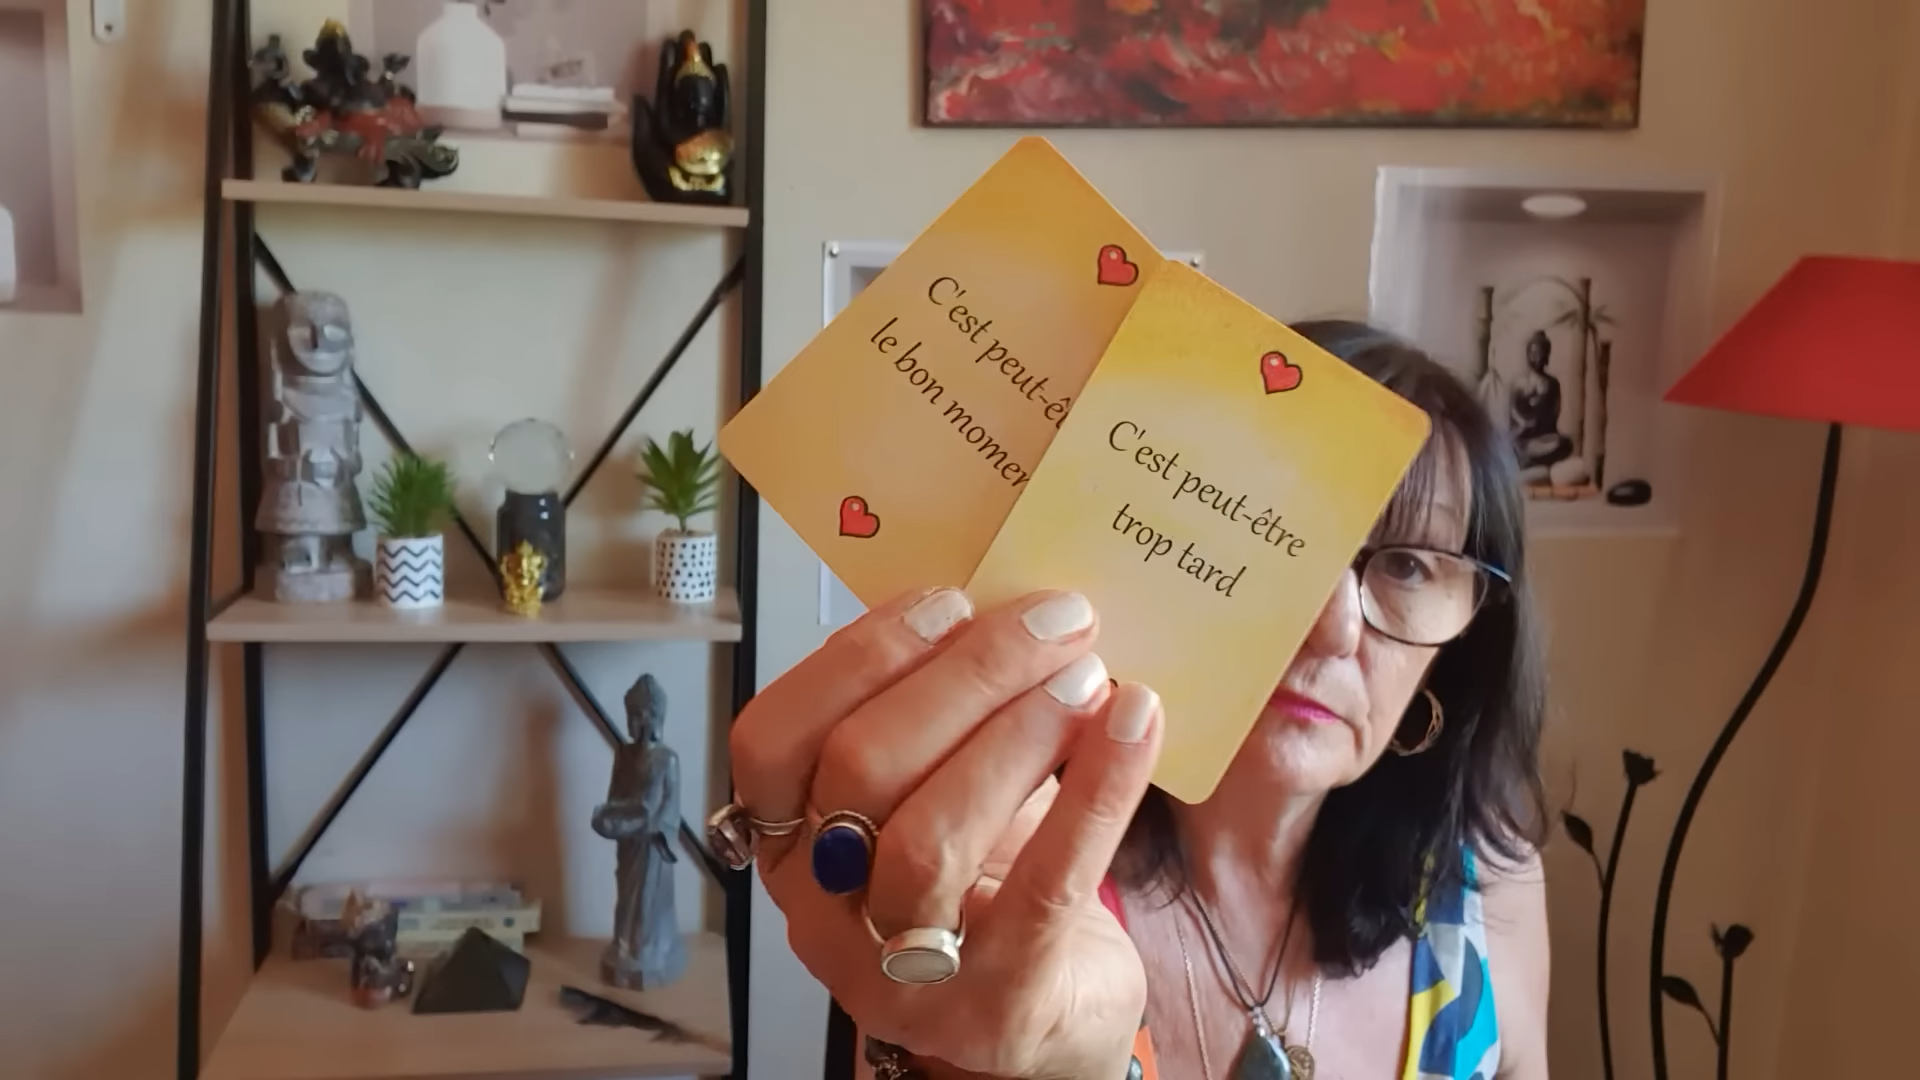 C'est peut-ê
le bon momen
C'est peut-être
trop tard